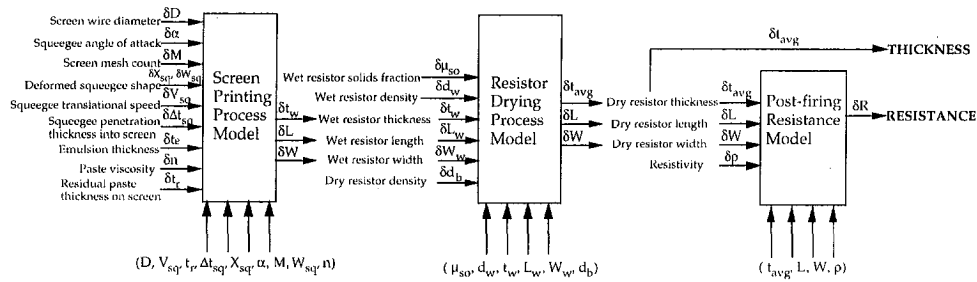 Screen wire diameter δD
Squeegee angle of attack δα
Screen mesh count δM
Deformed squeegee shape δX_sq, δW_sq
Squeegee translational speed δV_sq
Squeegee penetration thickness into screen δΔt_sq
Emulsion thickness δt_e
Paste viscosity δn
Residual paste thickness on screen δt_r
Screen
Printing
Process
Model
δt_w
δL
δW
(D, V_sq, t_r, Δt_sq, X_sq, α, M, W_sq, n)
Wet resistor solids fraction δμ_so
Wet resistor density δd_w
Wet resistor thickness δt_w
Wet resistor length δL_w
Wet resistor width δW_w
Dry resistor density δd_b
Resistor
Drying
Process
Model
δt_avg
δL
δW
(μ_so, d_w, t_w, L_w, W_w, d_b)
δt_avg
THICKNESS
Dry resistor thickness δt_avg
Dry resistor length δL
Dry resistor width δW
Resistivity δρ
Post-firing
Resistance
Model
δR
RESISTANCE
(t_avg, L, W, ρ)